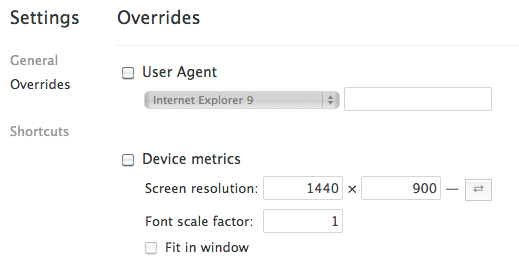 Settings
Overrides
General
Overrides
Shortcuts
User Agent
Internet Explorer 9
Device metrics
Screen resolution: 1440 × 900 — ⇄
Font scale factor: 1
Fit in window